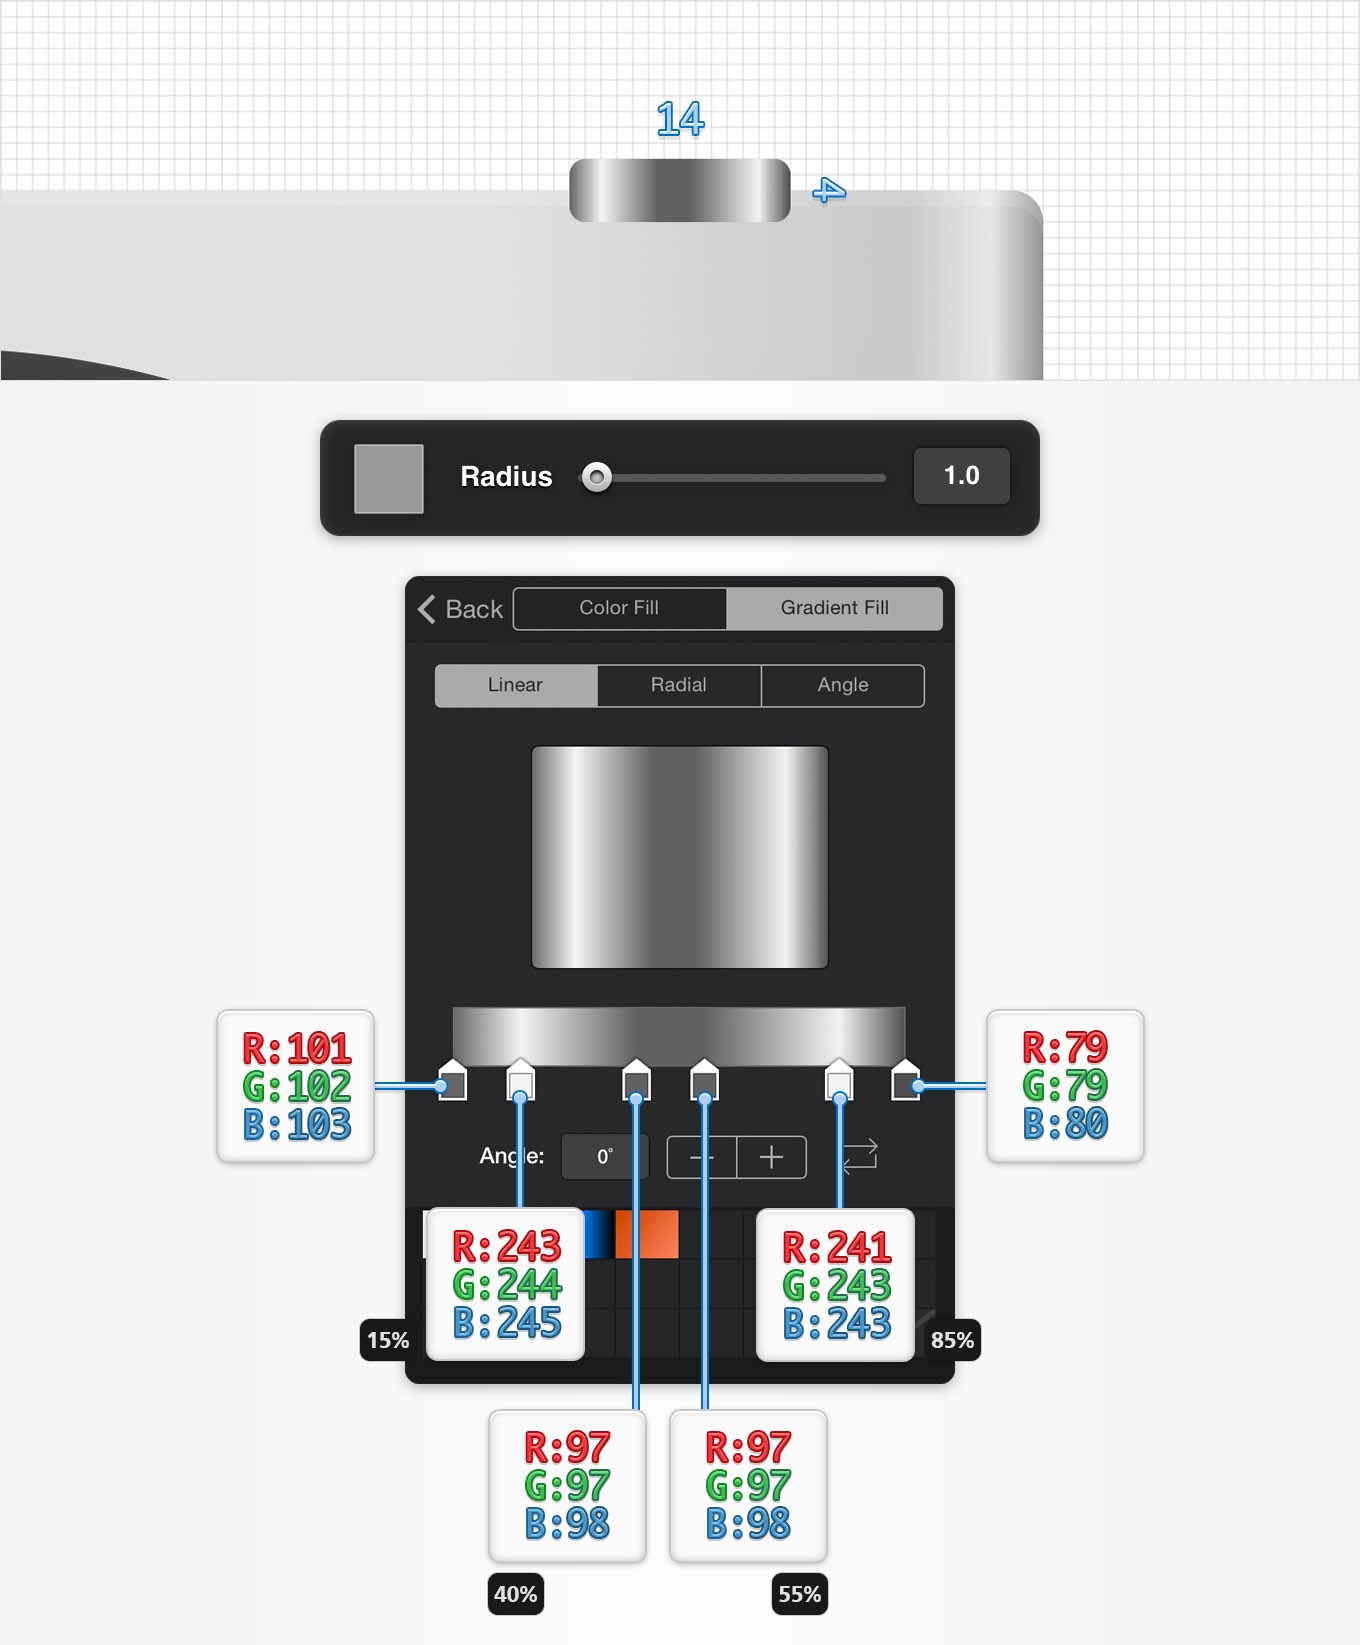 14
4
Radius
1.0
Back
Color Fill
Gradient Fill
Linear
Radial
Angle
R:101
G:102
B:103
R:79
G:79
B:80
Angle:
0°
R:243
G:244
B:245
15%
R:241
G:243
B:243
85%
R:97
G:97
B:98
40%
R:97
G:97
B:98
55%